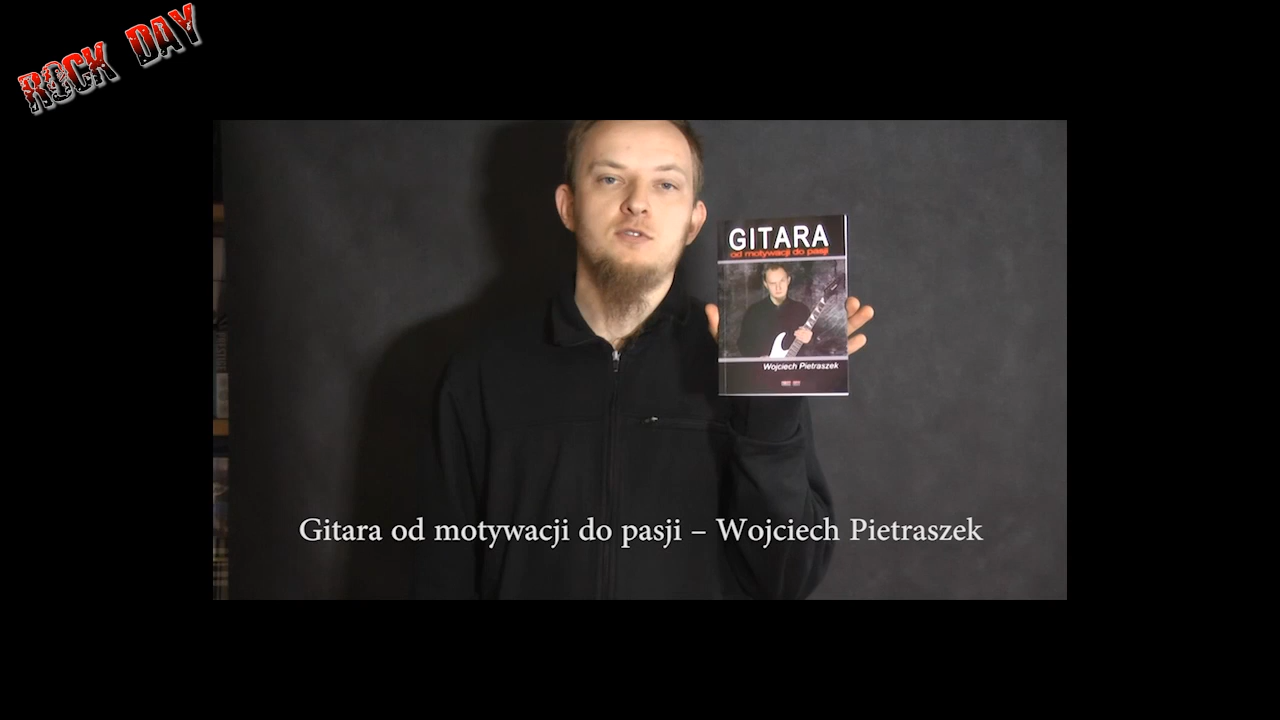 ROCK DAY
GITARA
od motywacji do pasji
Wojciech Pietraszek
Gitara od motywacji do pasji – Wojciech Pietraszek